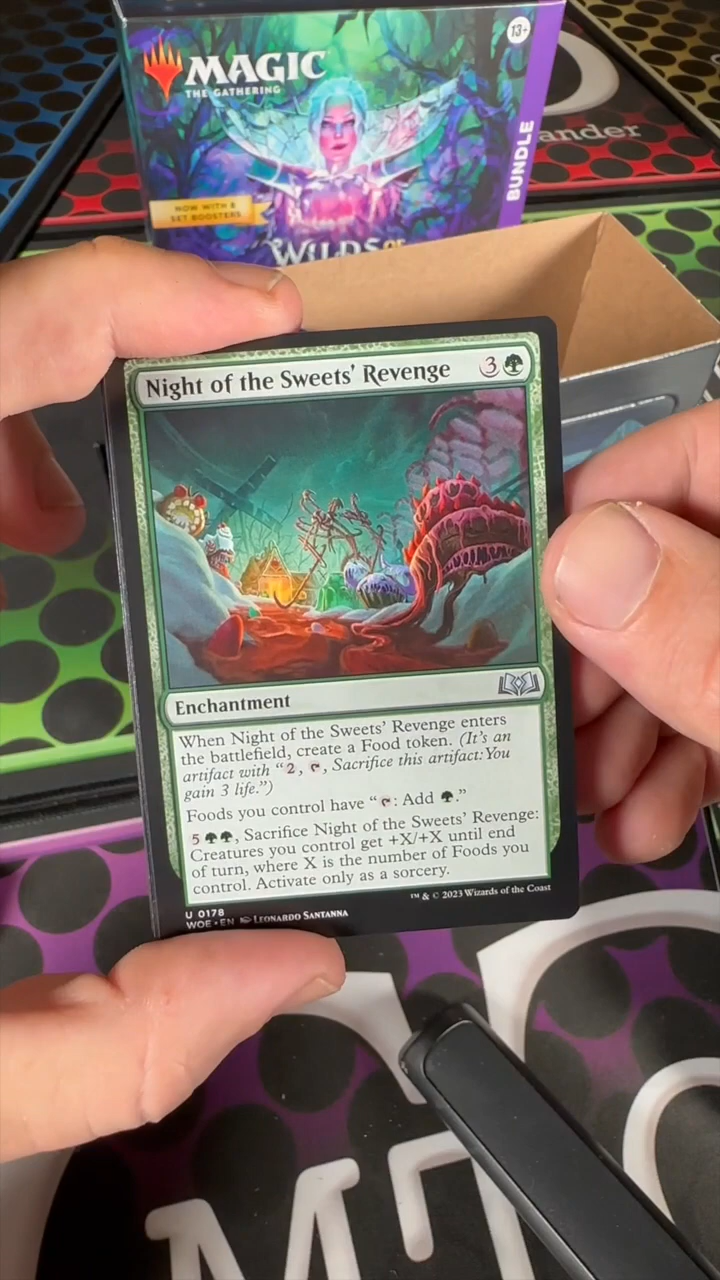 13+
MAGIC
THE GATHERING
BUNDLE
NOW WITH 8
SET BOOSTERS
WILDS OF
ander
Night of the Sweets' Revenge 3
Enchantment
When Night of the Sweets' Revenge enters
the battlefield, create a Food token. (It's an
artifact with “2, , Sacrifice this artifact: You
gain 3 life.”)
Foods you control have “: Add .”
5, Sacrifice Night of the Sweets' Revenge:
Creatures you control get +X/+X until end
of turn, where X is the number of Foods you
control. Activate only as a sorcery.
U 0178
WOE • EN LEONARDO SANTANNA
™ & © 2023 Wizards of the Coast
MT